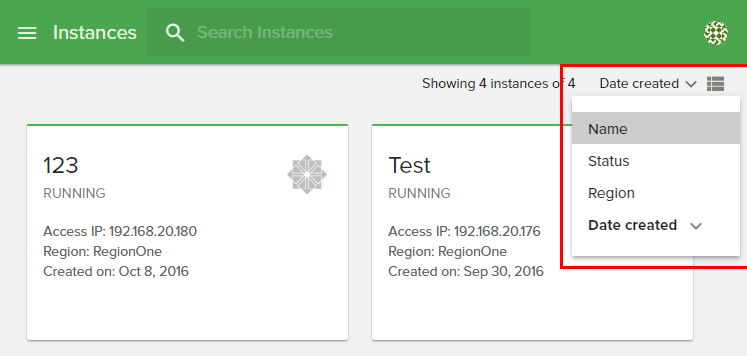 Instances
Search Instances
Showing 4 instances of 4
Date created
Name
Status
Region
Date created
123
RUNNING
Access IP: 192.168.20.180
Region: RegionOne
Created on: Oct 8, 2016
Test
RUNNING
Access IP: 192.168.20.176
Region: RegionOne
Created on: Sep 30, 2016